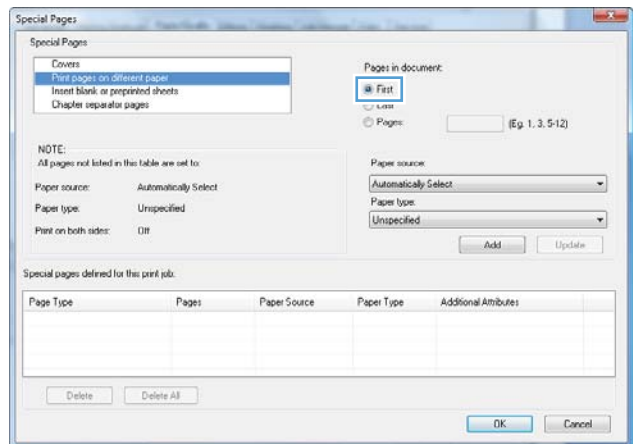 Special Pages
Special Pages
Covers
Print pages on different paper
Insert blank or preprinted sheets
Chapter separator pages
Pages in document:
First
Last
Pages:
(Eg. 1, 3, 5-12)
NOTE:
All pages not listed in this table are set to:
Paper source: Automatically Select
Paper type: Unspecified
Print on both sides: Off
Paper source:
Automatically Select
Paper type:
Unspecified
Add Update
Special pages defined for this print job:
Page Type Pages Paper Source Paper Type Additional Attributes
Delete Delete All
OK Cancel